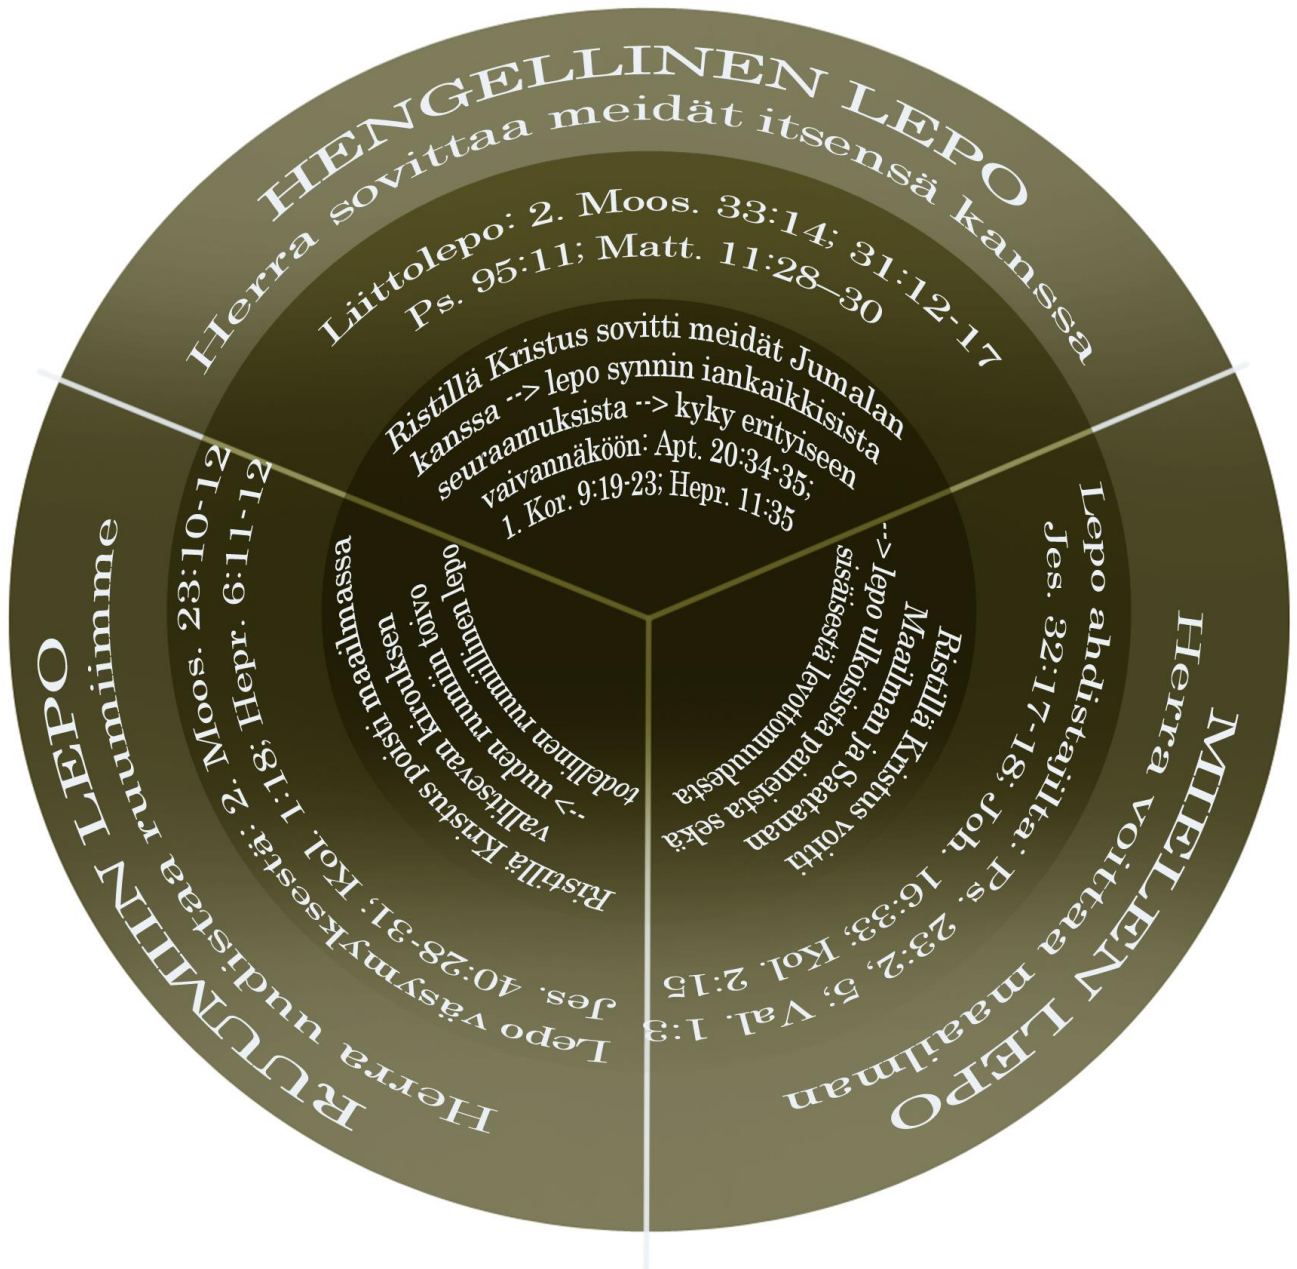 HENGELLINEN LEPO
Herra sovittaa meidät itsensä kanssa
Liittolepo: 2. Moos. 33:14; 31:12-17
Ps. 95:11; Matt. 11:28–30
Ristillä Kristus sovitti meidät Jumalan
kanssa --> lepo synnin iankaikkisista
seuraamuksista --> kyky erityiseen
vaivannäköön: Apt. 20:34-35;
1. Kor. 9:19-23; Hepr. 11:35
MIELEN LEPO
Herra voittaa maailman
Lepo ahdistajilta: Ps. 23:2, 5; Val. 1:3
Jes. 32:17-18; Joh. 16:33; Kol. 2:15
Ristillä Kristus voitti
Maailman ja Saatanan
--> lepo ulkoisista paineista sekä
sisäisestä levottomuudesta
RUUMIIN LEPO
Herra uudistaa ruumiimme
Lepo väsymyksestä: 2. Moos. 23:10-12
Jes. 40:28-31; Kol. 1:18; Hepr. 6:11-12
Ristillä Kristus poisti maailmassa
vallitsevan kirouksen
--> uuden ruumiin toivo
todellinen ruumiillinen lepo